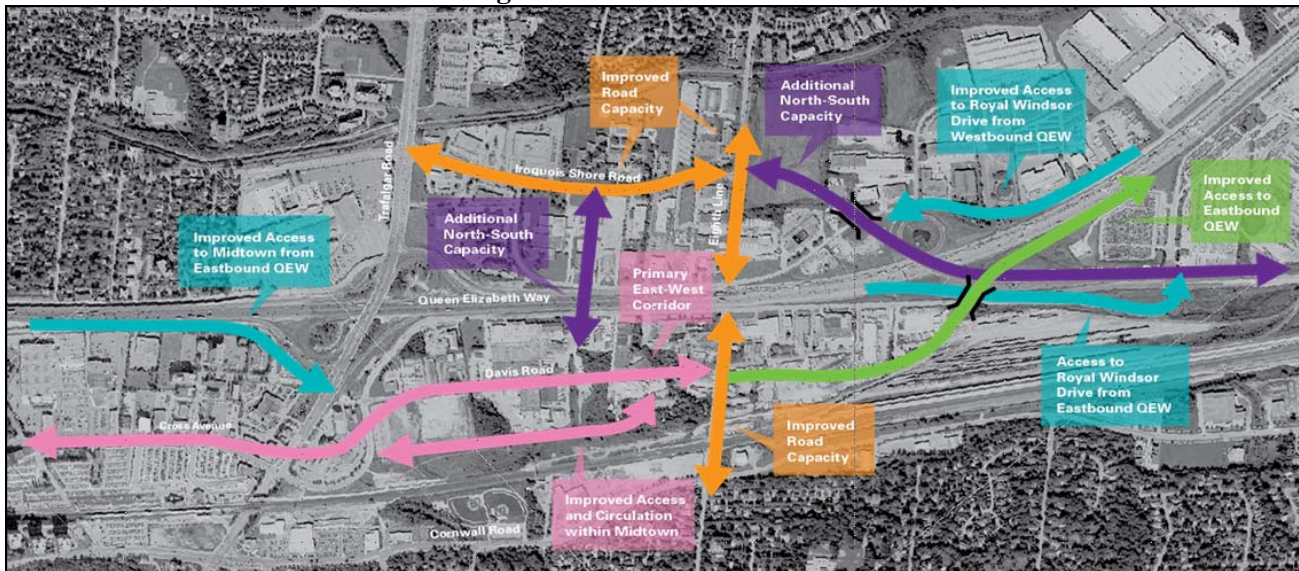 Improved
Road
Capacity
Additional
North-South
Capacity
Improved Access
to Royal Windsor
Drive from
Westbound QEW
Trafalgar Road
Iroquois Shore Road
Eighth Line
Improved
Access to
Eastbound
QEW
Additional
North-South
Capacity
Improved Access
to Midtown from
Eastbound QEW
Primary
East-West
Corridor
Queen Elizabeth Way
Davis Road
Access to
Royal Windsor
Drive from
Eastbound QEW
Cross Avenue
Improved
Road
Capacity
Improved Access
and Circulation
within Midtown
Cornwall Road